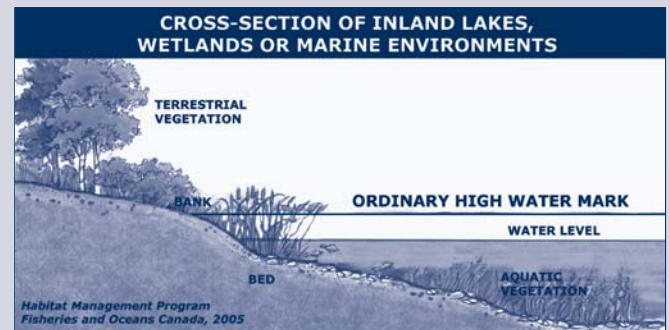 CROSS-SECTION OF INLAND LAKES,
WETLANDS OR MARINE ENVIRONMENTS
TERRESTRIAL
VEGETATION
BANK
ORDINARY HIGH WATER MARK
WATER LEVEL
BED
AQUATIC
VEGETATION
Habitat Management Program
Fisheries and Oceans Canada, 2005